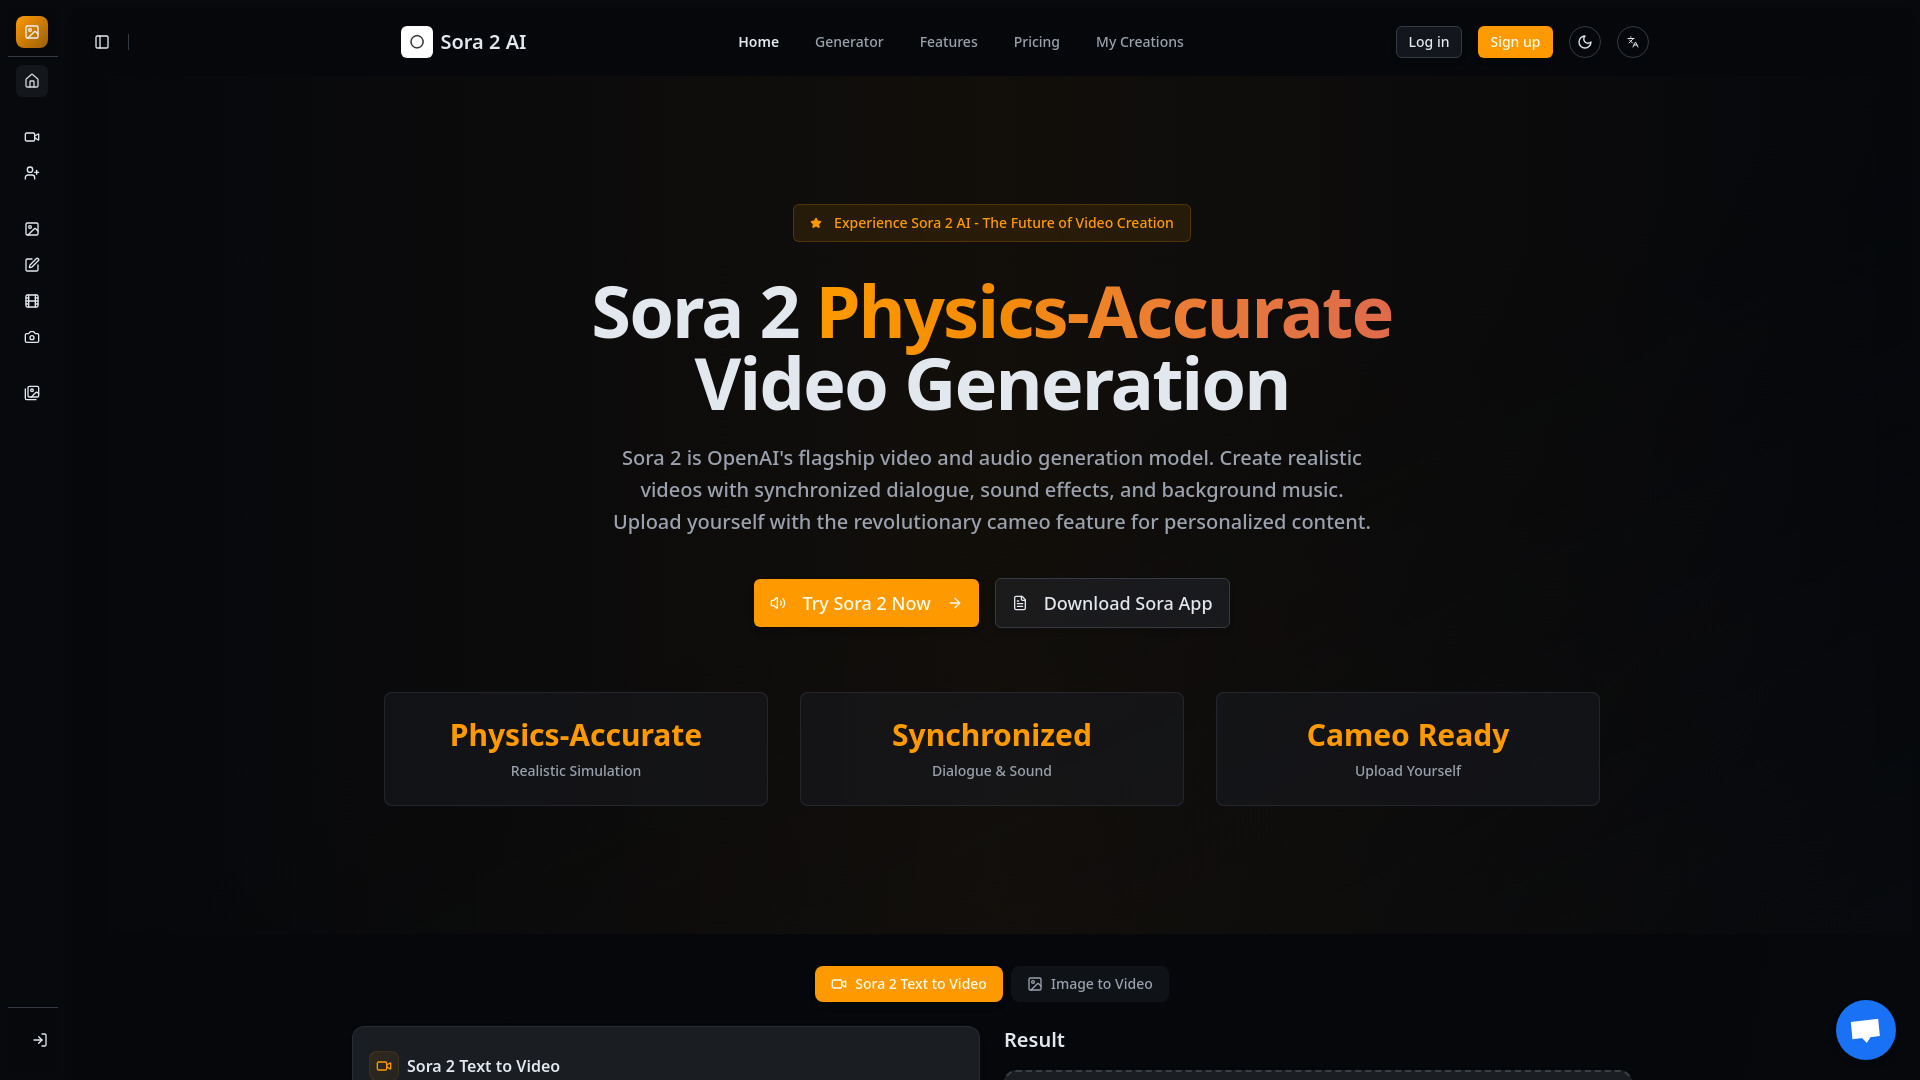 Sora 2 AI
Home
Generator
Features
Pricing
My Creations
Log in
Sign up
Experience Sora 2 AI - The Future of Video Creation
Sora 2 Physics-Accurate
Video Generation
Sora 2 is OpenAI's flagship video and audio generation model. Create realistic
videos with synchronized dialogue, sound effects, and background music.
Upload yourself with the revolutionary cameo feature for personalized content.
Try Sora 2 Now
Download Sora App
Physics-Accurate
Realistic Simulation
Synchronized
Dialogue & Sound
Cameo Ready
Upload Yourself
Sora 2 Text to Video
Image to Video
Sora 2 Text to Video
Result